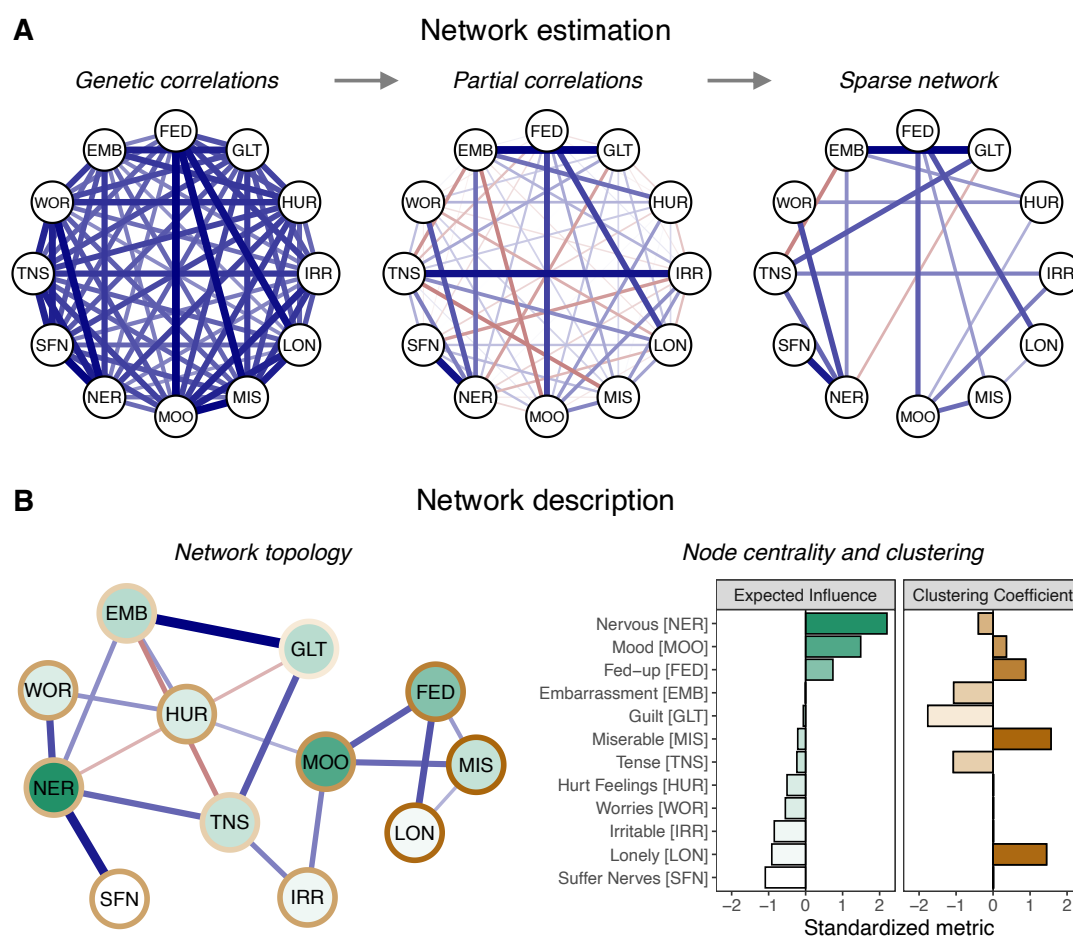 A
Network estimation
Genetic correlations
Partial correlations
Sparse network
FED
EMB
GLT
WOR
HUR
TNS
IRR
SFN
LON
NER
MIS
MOO
FED
EMB
GLT
WOR
HUR
TNS
IRR
SFN
LON
NER
MIS
MOO
FED
EMB
GLT
WOR
HUR
TNS
IRR
SFN
LON
NER
MIS
MOO
B
Network description
Network topology
EMB
GLT
WOR
FED
HUR
MOO
MIS
NER
TNS
LON
SFN
IRR
Node centrality and clustering
Expected Influence
Clustering Coefficient
Nervous [NER]
Mood [MOO]
Fed-up [FED]
Embarrassment [EMB]
Guilt [GLT]
Miserable [MIS]
Tense [TNS]
Hurt Feelings [HUR]
Worries [WOR]
Irritable [IRR]
Lonely [LON]
Suffer Nerves [SFN]
−2 −1 0 1 2 −2 −1 0 1 2
Standardized metric